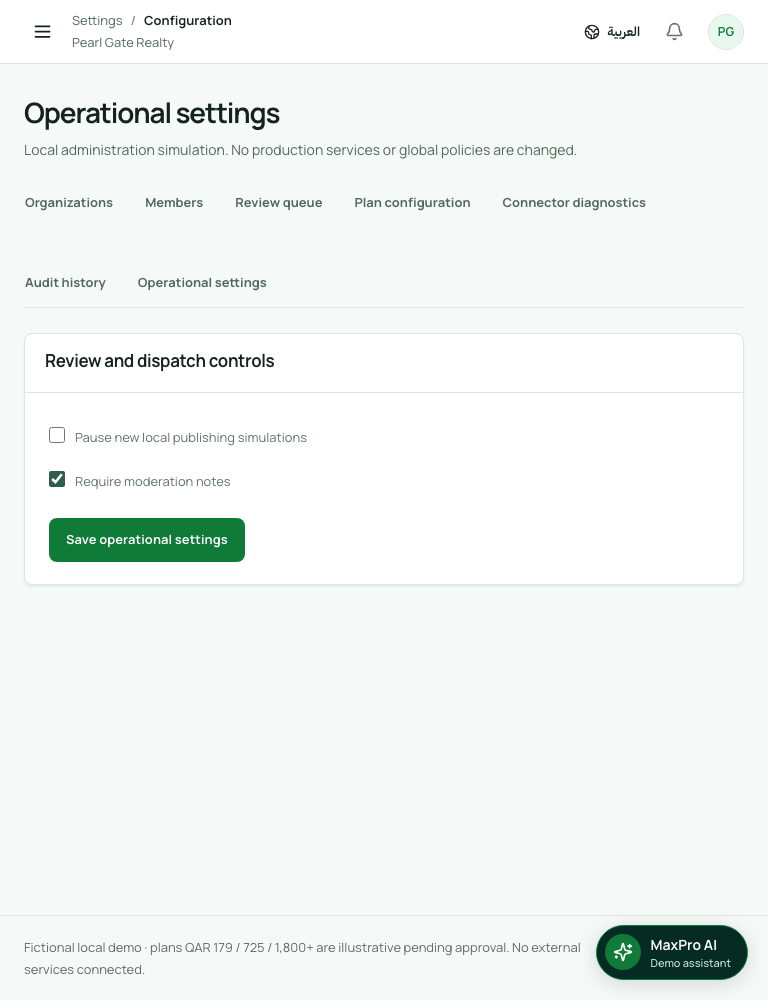 Settings / Configuration
Pearl Gate Realty
العربية
PG
Operational settings
Local administration simulation. No production services or global policies are changed.
Organizations Members Review queue Plan configuration Connector diagnostics
Audit history Operational settings
Review and dispatch controls
Pause new local publishing simulations
Require moderation notes
Save operational settings
Fictional local demo · plans QAR 179 / 725 / 1,800+ are illustrative pending approval. No external
services connected.
MaxPro AI
Demo assistant